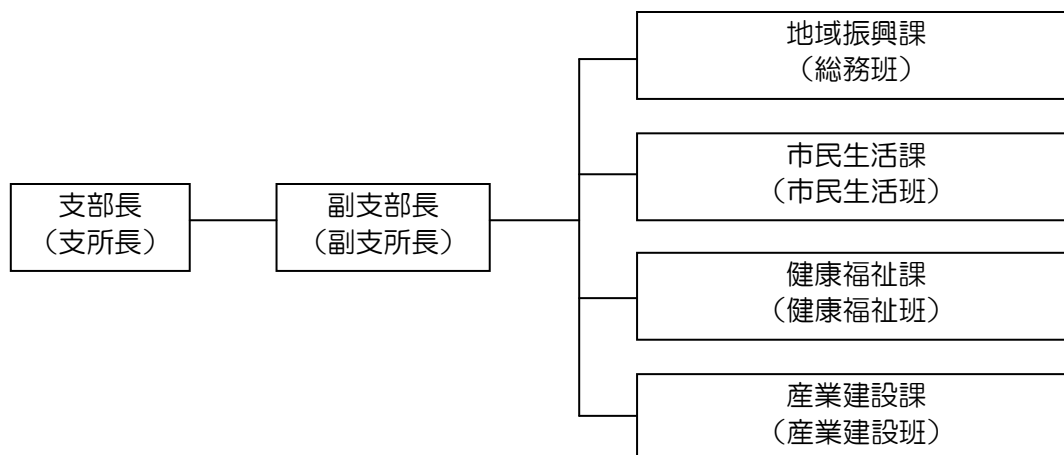 支部長
（支所長）
副支部長
（副支所長）
地域振興課
（総務班）
市民生活課
（市民生活班）
健康福祉課
（健康福祉班）
産業建設課
（産業建設班）